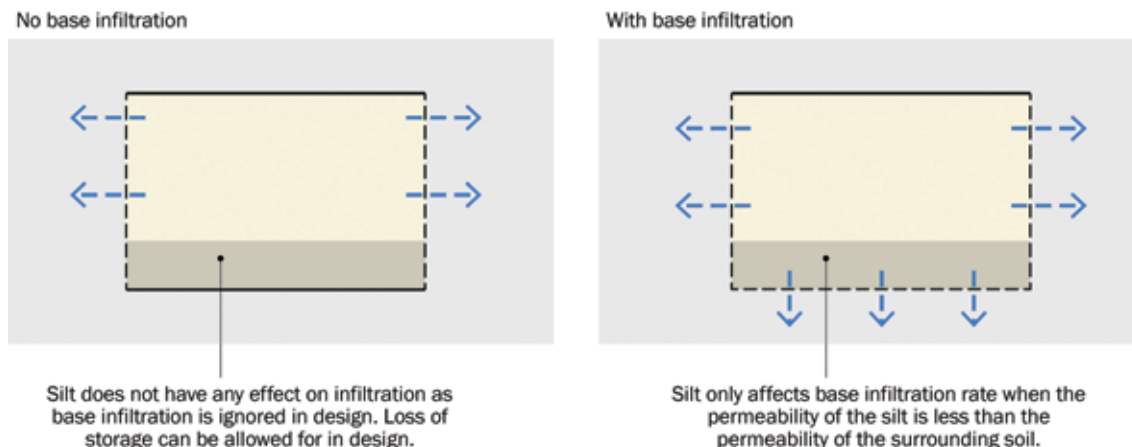 No base infiltration
With base infiltration
Silt does not have any effect on infiltration as
base infiltration is ignored in design. Loss of
storage can be allowed for in design.
Silt only affects base infiltration rate when the
permeability of the silt is less than the
permeability of the surrounding soil.